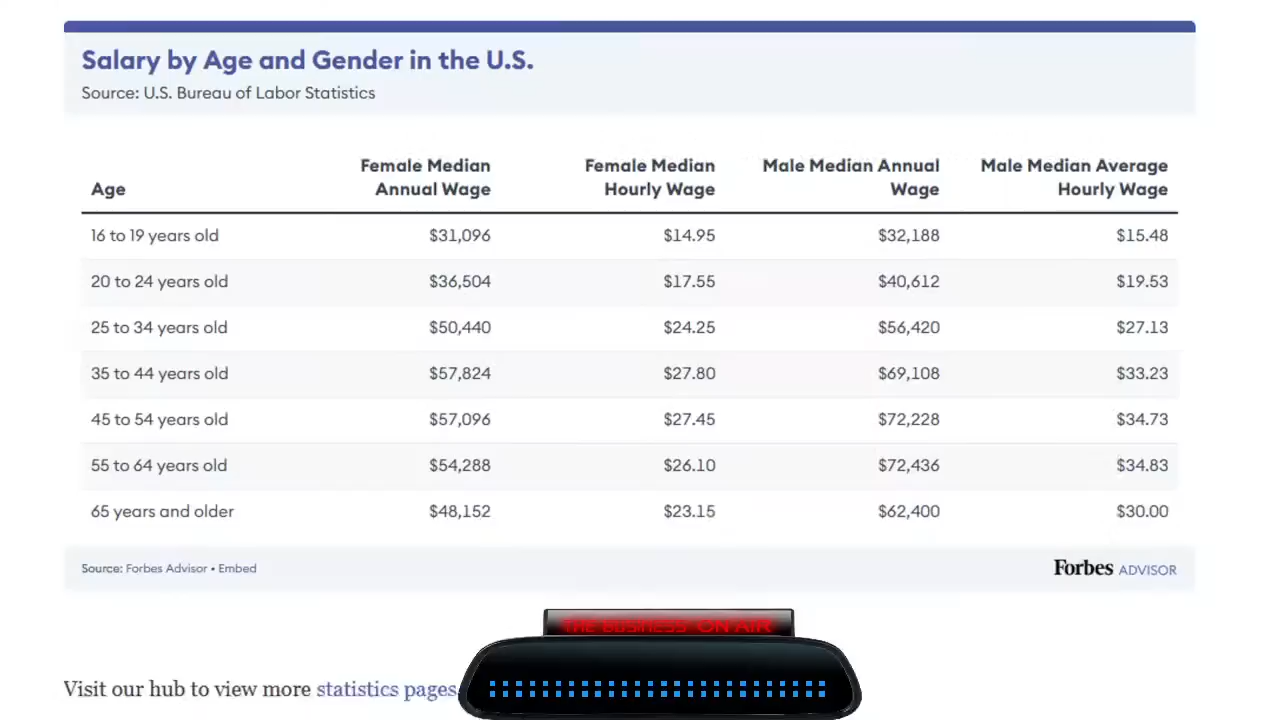 Salary by Age and Gender in the U.S.
Source: U.S. Bureau of Labor Statistics
Age Female Median Annual Wage Female Median Hourly Wage Male Median Annual Wage Male Median Average Hourly Wage
16 to 19 years old $31,096 $14.95 $32,188 $15.48
20 to 24 years old $36,504 $17.55 $40,612 $19.53
25 to 34 years old $50,440 $24.25 $56,420 $27.13
35 to 44 years old $57,824 $27.80 $69,108 $33.23
45 to 54 years old $57,096 $27.45 $72,228 $34.73
55 to 64 years old $54,288 $26.10 $72,436 $34.83
65 years and older $48,152 $23.15 $62,400 $30.00
Source: Forbes Advisor • Embed Forbes ADVISOR
THE BUSINESS ON AIR
Visit our hub to view more statistics pages